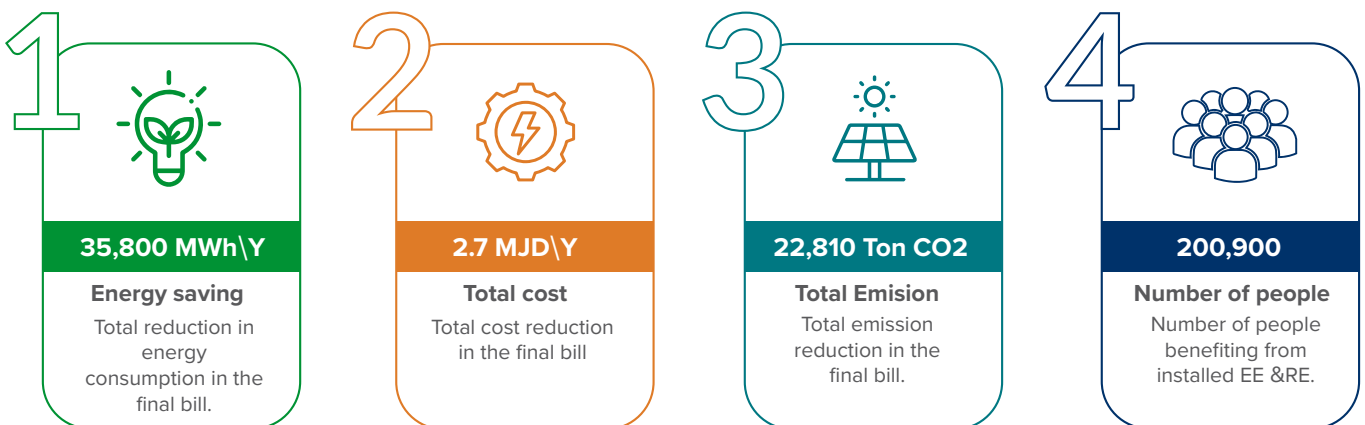 1
35,800 MWh\Y
Energy saving
Total reduction in
energy
consumption in the
final bill.
2
2.7 MJD\Y
Total cost
Total cost reduction
in the final bill
3
22,810 Ton CO2
Total Emision
Total emission
reduction in the
final bill.
4
200,900
Number of people
Number of people
benefiting from
installed EE &RE.